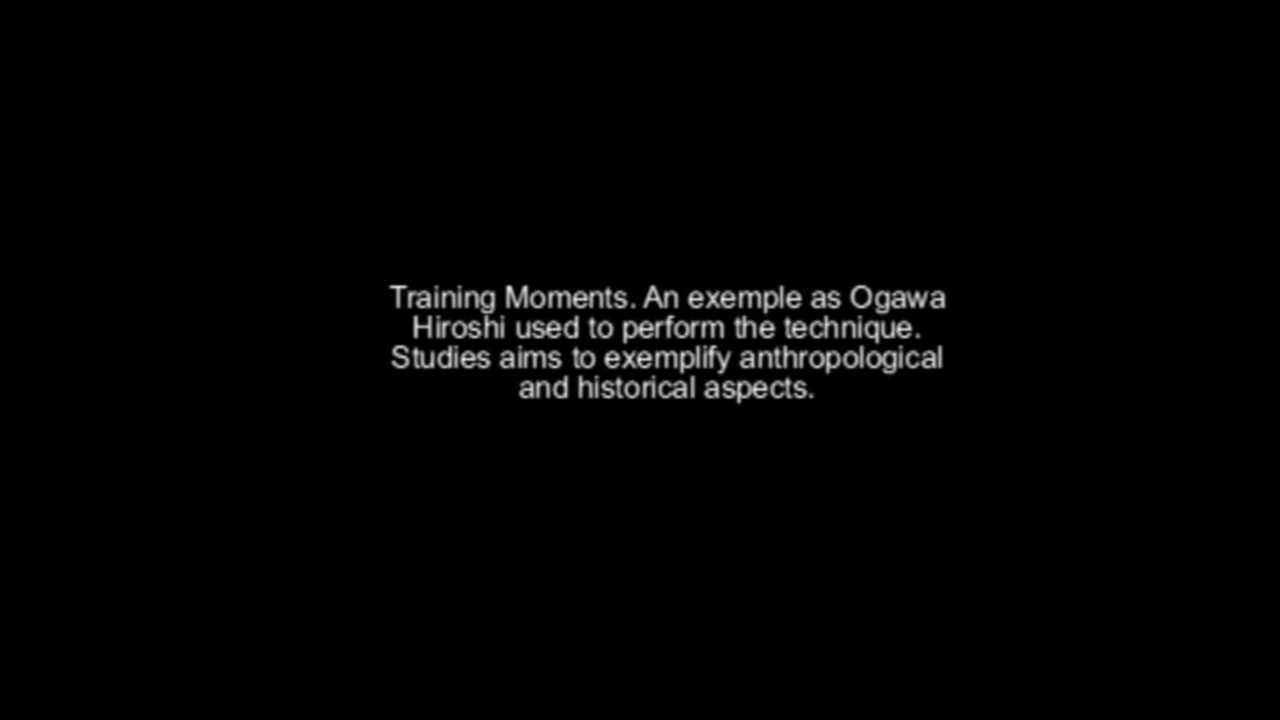 Training Moments. An exemple as Ogawa
Hiroshi used to perform the technique.
Studies aims to exemplify anthropological
and historical aspects.